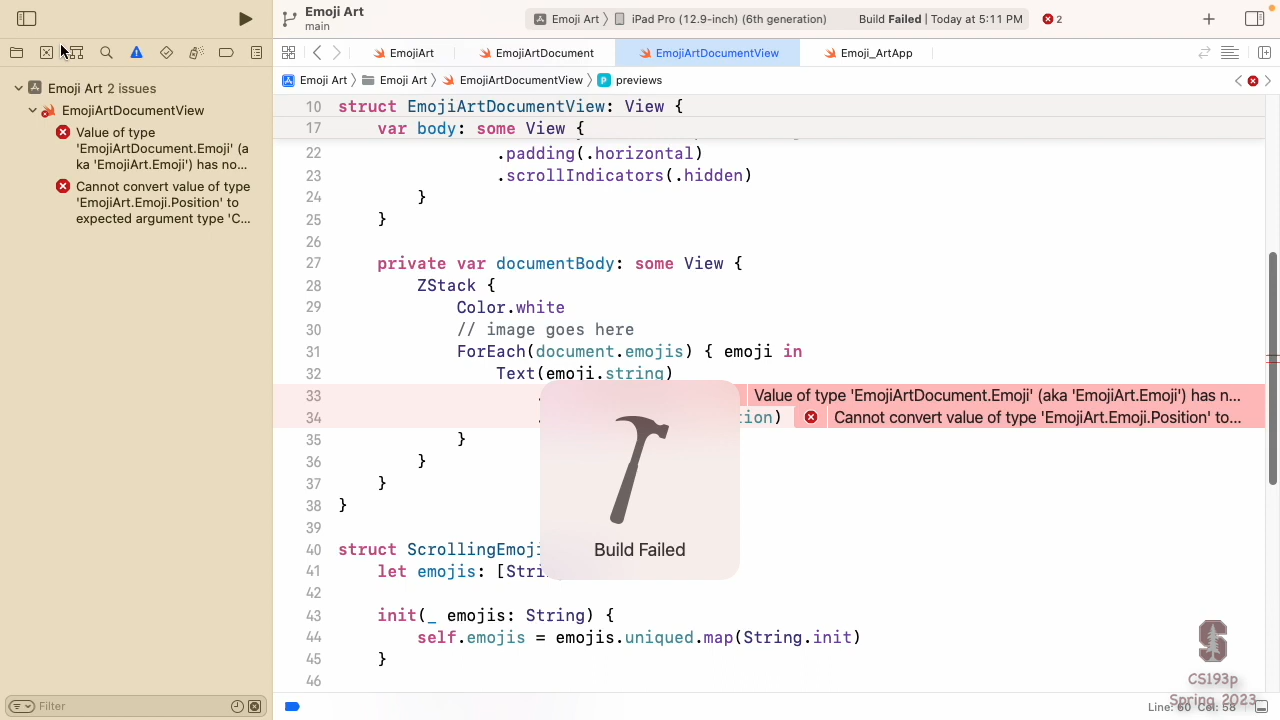 Emoji Art
main
Emoji Art 〉 iPad Pro (12.9-inch) (6th generation)
Build Failed | Today at 5:11 PM
2
EmojiArt
EmojiArtDocument
EmojiArtDocumentView
Emoji_ArtApp
Emoji Art 〉 Emoji Art 〉 EmojiArtDocumentView 〉 previews
Emoji Art 2 issues
EmojiArtDocumentView
Value of type
'EmojiArtDocument.Emoji' (a
ka 'EmojiArt.Emoji') has no...
Cannot convert value of type
'EmojiArt.Emoji.Position' to
expected argument type 'C...
Filter
10 struct EmojiArtDocumentView: View {
17 var body: some View {
22 .padding(.horizontal)
23 .scrollIndicators(.hidden)
24 }
25 }
26
27 private var documentBody: some View {
28 ZStack {
29 Color.white
30 // image goes here
31 ForEach(document.emojis) { emoji in
32 Text(emoji.string)
33 . Value of type 'EmojiArtDocument.Emoji' (aka 'EmojiArt.Emoji') has n...
34 . tion) Cannot convert value of type 'EmojiArt.Emoji.Position' to...
35 }
36 }
37 }
38 }
39
40 struct ScrollingEmoj
41 let emojis: [Stri
42
43 init(_ emojis: String) {
44 self.emojis = emojis.uniqued.map(String.init)
45 }
46
Build Failed
S
CS193p
Spring 2023
Line: 60 Col: 58